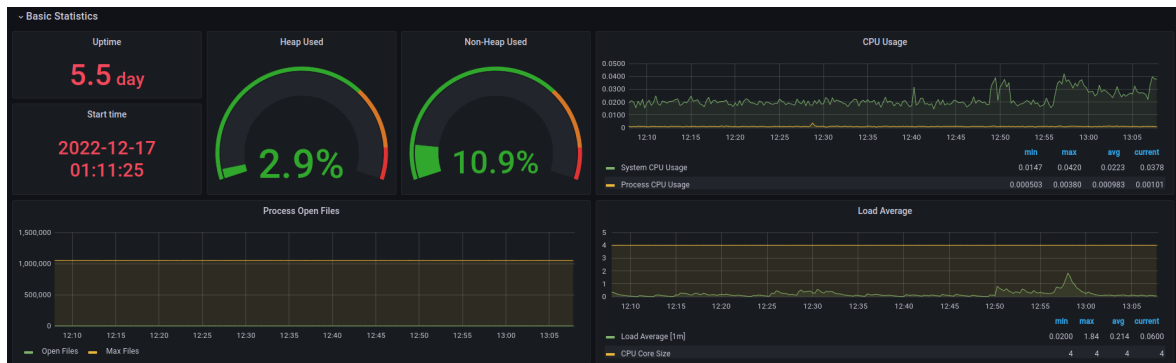 Basic Statistics
Uptime
5.5 day
Start time
2022-12-17
01:11:25
Heap Used
2.9%
Non-Heap Used
10.9%
CPU Usage
0.0500
0.0400
0.0300
0.0200
0.0100
0
12:10 12:15 12:20 12:25 12:30 12:35 12:40 12:45 12:50 12:55 13:00 13:05
min max avg current
System CPU Usage 0.0147 0.0420 0.0223 0.0378
Process CPU Usage 0.000503 0.00380 0.000983 0.00101
Process Open Files
1,500,000
1,000,000
500,000
0
12:10 12:15 12:20 12:25 12:30 12:35 12:40 12:45 12:50 12:55 13:00 13:05
Open Files Max Files
Load Average
5
4
3
2
1
0
12:10 12:15 12:20 12:25 12:30 12:35 12:40 12:45 12:50 12:55 13:00 13:05
min max avg current
Load Average [1m] 0.0200 1.84 0.214 0.0600
CPU Core Size 4 4 4 4